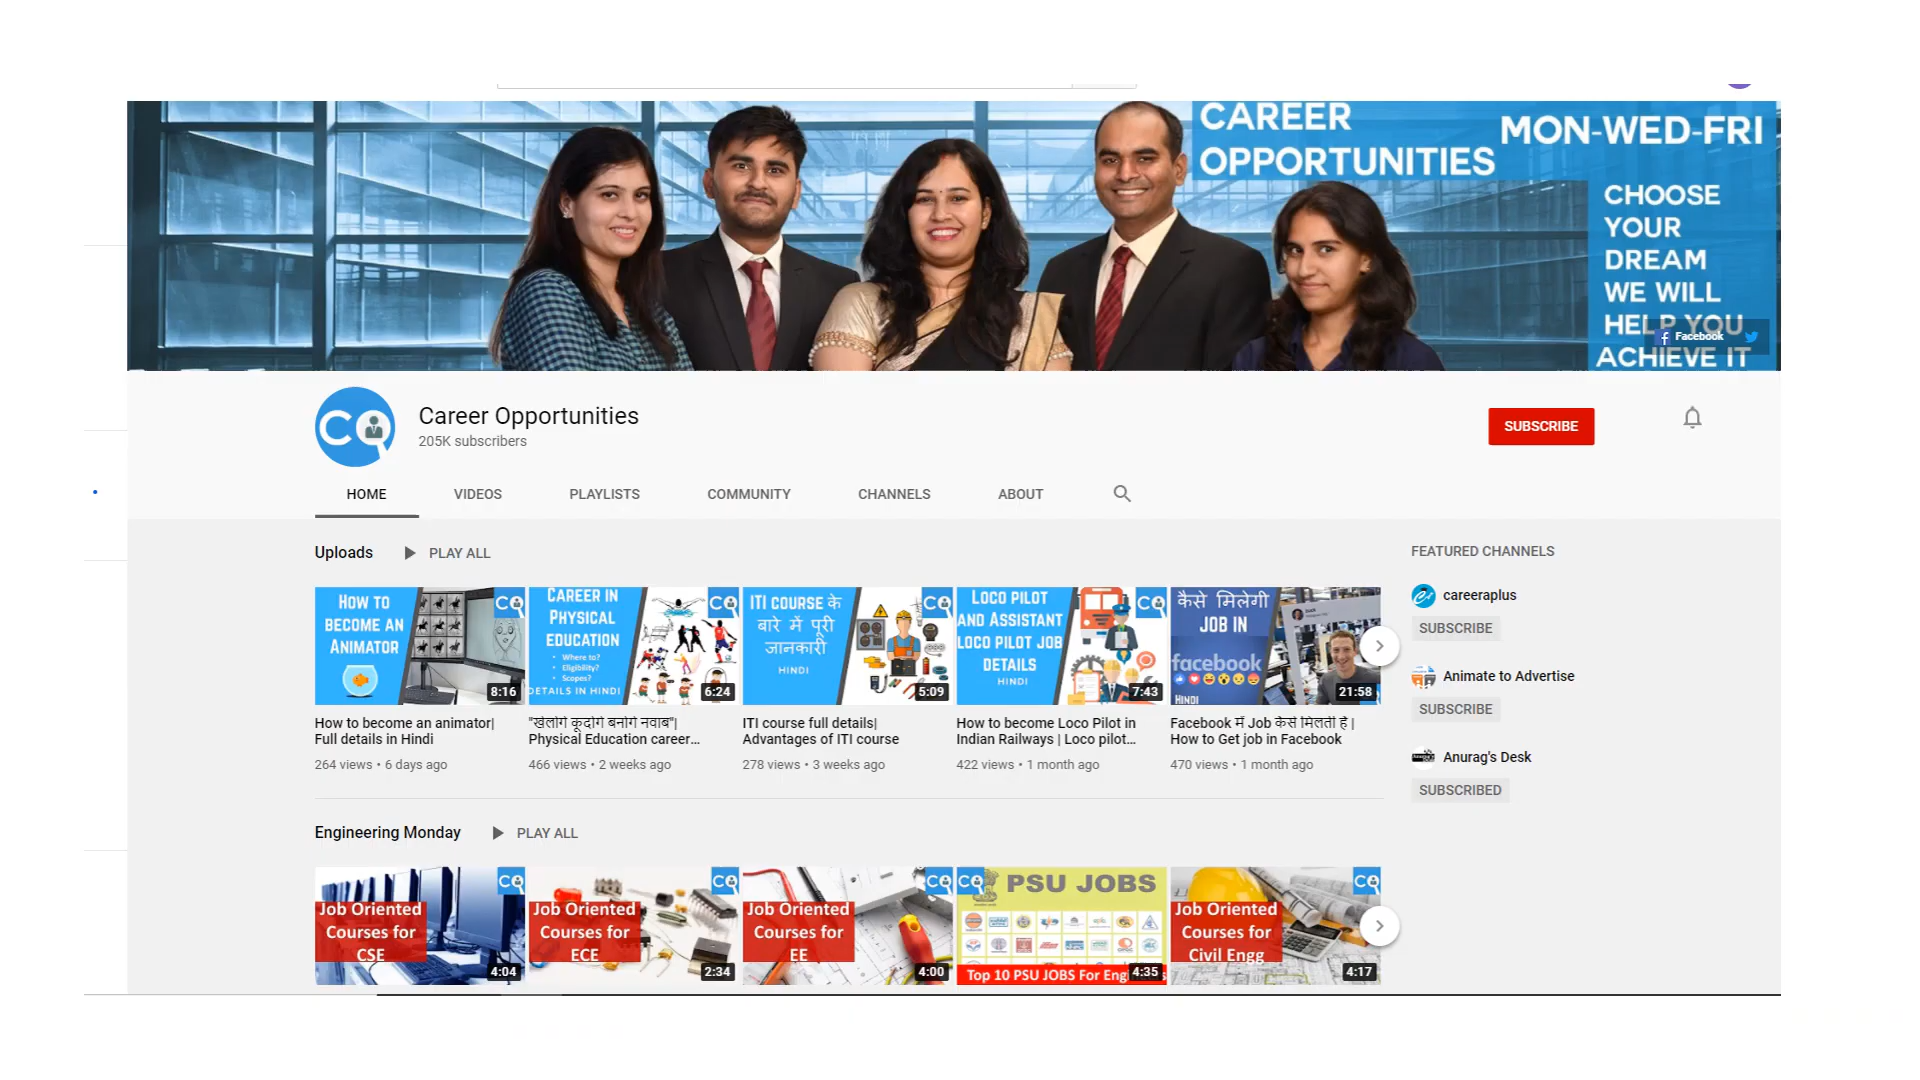 CAREER
OPPORTUNITIES
MON-WED-FRI
CHOOSE
YOUR
DREAM
WE WILL
HELP YOU
ACHIEVE IT
Facebook
Career Opportunities
205K subscribers
SUBSCRIBE
HOME VIDEOS PLAYLISTS COMMUNITY CHANNELS ABOUT
Uploads PLAY ALL
HOW TO
BECOME AN
ANIMATOR
8:16
How to become an animator|
Full details in Hindi
264 views • 6 days ago
CAREER IN
PHYSICAL
EDUCATION
• Where to?
• Eligibility?
• Scopes?
DETAILS IN HINDI
6:24
"खेलोगे कूदोगे बनोगे नवाब"|
Physical Education career...
466 views • 2 weeks ago
ITI COURSE के
बारे में पूरी
जानकारी
HINDI
5:09
ITI course full details|
Advantages of ITI course
278 views • 3 weeks ago
LOCO PILOT
AND ASSISTANT
LOCO PILOT JOB
DETAILS
HINDI
7:43
How to become Loco Pilot in
Indian Railways | Loco pilot...
422 views • 1 month ago
कैसे मिलेगी
JOB IN
facebook
HINDI
21:58
Facebook में Job कैसे मिलती है |
How to Get job in Facebook
470 views • 1 month ago
FEATURED CHANNELS
careeraplus
SUBSCRIBE
Animate to Advertise
SUBSCRIBE
Anurag's Desk
SUBSCRIBED
Engineering Monday PLAY ALL
Job Oriented
Courses for
CSE
4:04
Job Oriented
Courses for
ECE
2:34
Job Oriented
Courses for
EE
4:00
PSU JOBS
Top 10 PSU JOBS For Eng
4:35
Job Oriented
Courses for
Civil Engg
4:17